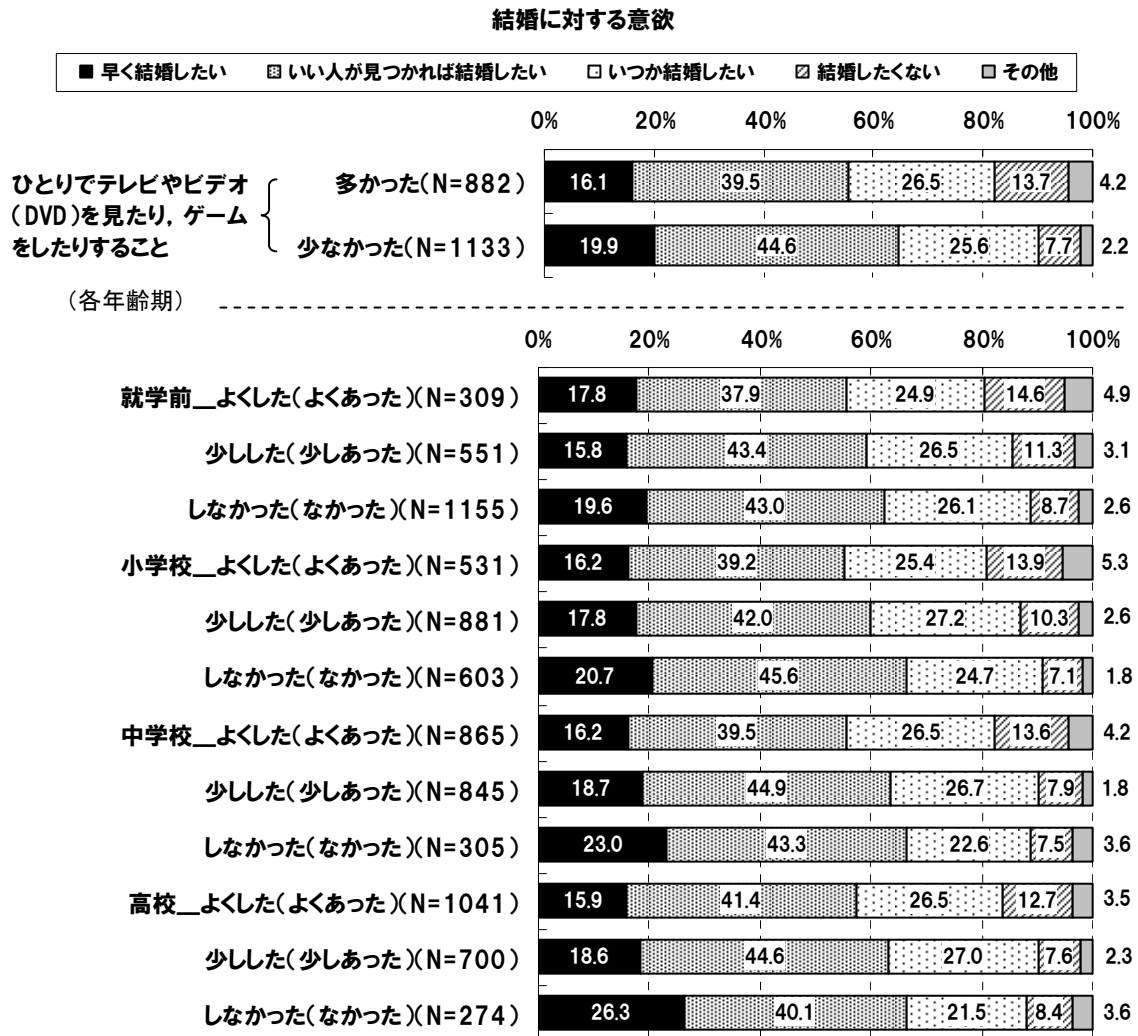 結婚に対する意欲
■ 早く結婚したい いい人が見つかれば結婚したい いつか結婚したい 結婚したくない その他
0% 20% 40% 60% 80% 100%
ひとりでテレビやビデオ
(DVD)を見たり，ゲーム
をしたりすること
多かった(N=882) 16.1 39.5 26.5 13.7 4.2
少なかった(N=1133) 19.9 44.6 25.6 7.7 2.2
(各年齢期)
0% 20% 40% 60% 80% 100%
就学前__よくした(よくあった)(N=309) 17.8 37.9 24.9 14.6 4.9
少しした(少しあった)(N=551) 15.8 43.4 26.5 11.3 3.1
しなかった(なかった)(N=1155) 19.6 43.0 26.1 8.7 2.6
小学校__よくした(よくあった)(N=531) 16.2 39.2 25.4 13.9 5.3
少しした(少しあった)(N=881) 17.8 42.0 27.2 10.3 2.6
しなかった(なかった)(N=603) 20.7 45.6 24.7 7.1 1.8
中学校__よくした(よくあった)(N=865) 16.2 39.5 26.5 13.6 4.2
少しした(少しあった)(N=845) 18.7 44.9 26.7 7.9 1.8
しなかった(なかった)(N=305) 23.0 43.3 22.6 7.5 3.6
高校__よくした(よくあった)(N=1041) 15.9 41.4 26.5 12.7 3.5
少しした(少しあった)(N=700) 18.6 44.6 27.0 7.6 2.3
しなかった(なかった)(N=274) 26.3 40.1 21.5 8.4 3.6